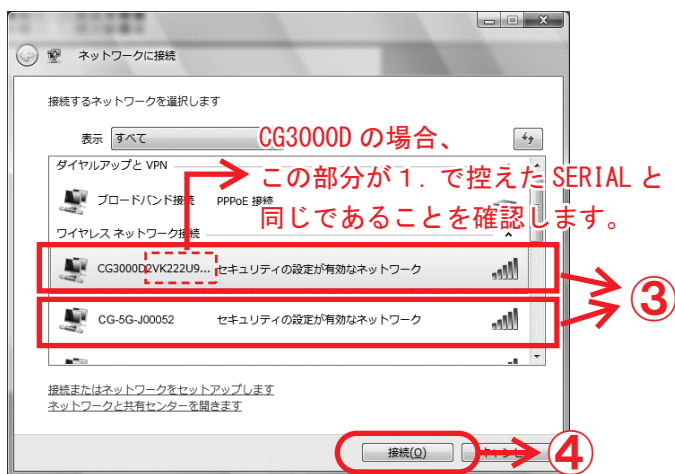 ネットワークに接続
接続するネットワークを選択します
表示 すべて
CG3000D の場合、
この部分が１．で控えた SERIAL と
同じであることを確認します。
ダイヤルアップと VPN
ブロードバンド接続 PPPoE 接続
ワイヤレス ネットワーク接続
CG3000D2VK222U9... セキュリティの設定が有効なネットワーク
③
CG-5G-J00052 セキュリティの設定が有効なネットワーク
接続またはネットワークをセットアップします
ネットワークと共有センターを開きます
接続(O)
④